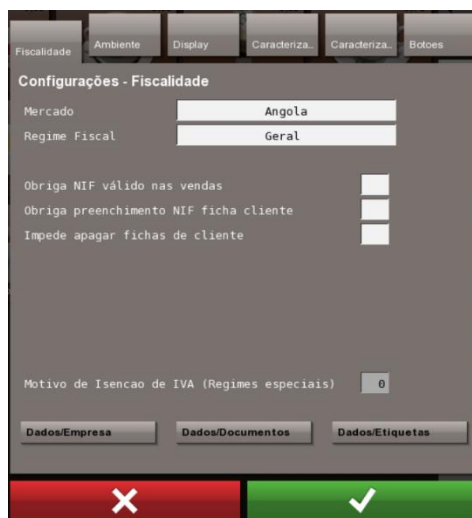 Fiscalidade
Ambiente
Display
Caracteriza..
Caracteriza..
Botoes
Configurações - Fiscalidade
Mercado Angola
Regime Fiscal Geral
Obriga NIF válido nas vendas
Obriga preenchimento NIF ficha cliente
Impede apagar fichas de cliente
Motivo de Isencao de IVA (Regimes especiais) 0
Dados/Empresa Dados/Documentos Dados/Etiquetas